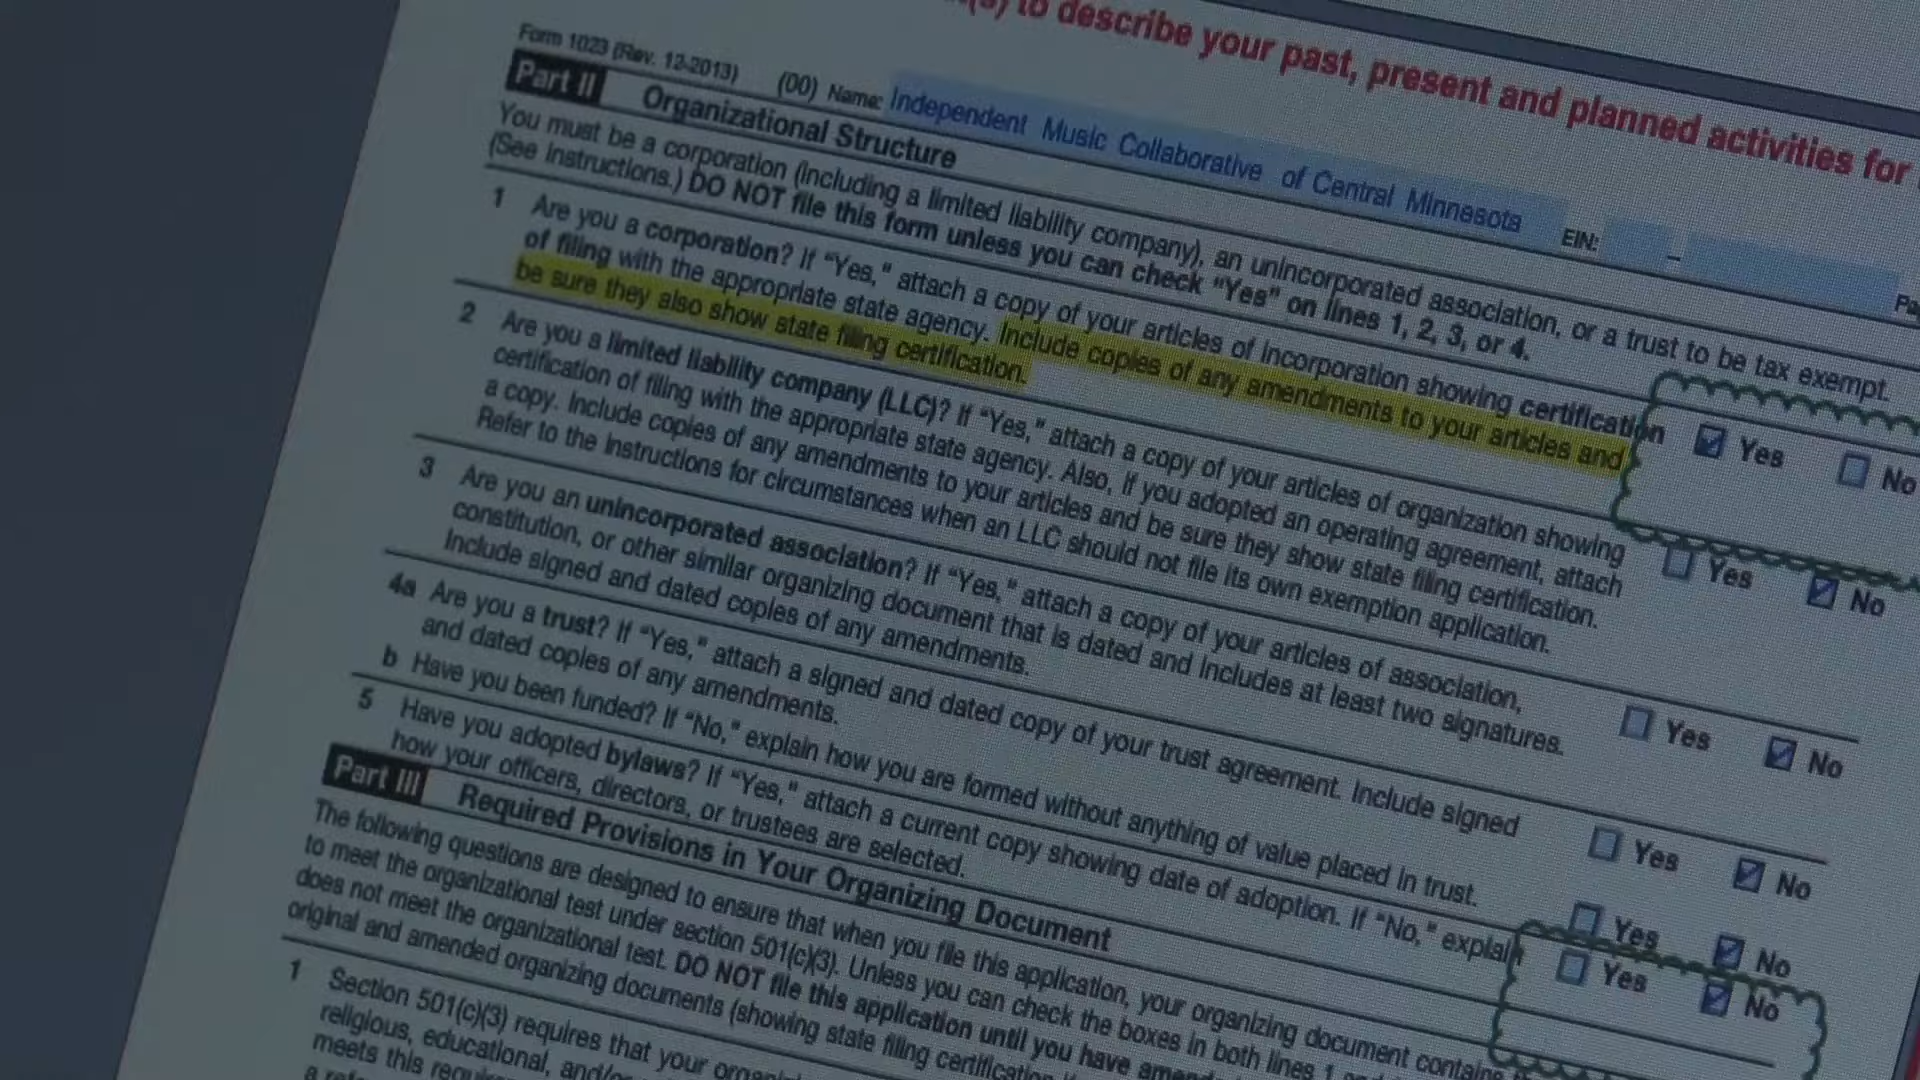 to describe your past, present and planned activities for
Form 1023 (Rev. 12-2013) (00) Name: Independent Music Collaborative of Central Minnesota EIN: –
Part II Organizational Structure
You must be a corporation (including a limited liability company), an unincorporated association, or a trust to be tax exempt.
(See instructions.) DO NOT file this form unless you can check "Yes" on lines 1, 2, 3, or 4.
1 Are you a corporation? If "Yes," attach a copy of your articles of incorporation showing certification
of filing with the appropriate state agency. Include copies of any amendments to your articles and
be sure they also show state filing certification.
Yes No
2 Are you a limited liability company (LLC)? If "Yes," attach a copy of your articles of organization showing
certification of filing with the appropriate state agency. Also, if you adopted an operating agreement, attach
a copy. Include copies of any amendments to your articles and be sure they show state filing certification.
Refer to the instructions for circumstances when an LLC should not file its own exemption application.
Yes No
3 Are you an unincorporated association? If "Yes," attach a copy of your articles of association,
constitution, or other similar organizing document that is dated and includes at least two signatures.
Include signed and dated copies of any amendments.
Yes No
4a Are you a trust? If "Yes," attach a signed and dated copy of your trust agreement. Include signed
and dated copies of any amendments.
Yes No
b Have you been funded? If "No," explain how you are formed without anything of value placed in trust.
Yes No
5 Have you adopted bylaws? If "Yes," attach a current copy showing date of adoption. If "No," explain
how your officers, directors, or trustees are selected.
Yes No
Part III Required Provisions in Your Organizing Document
The following questions are designed to ensure that when you file this application, your organizing document contains
to meet the organizational test under section 501(c)(3). Unless you can check the boxes in both lines 1
does not meet the organizational test. DO NOT file this application until you have
original and amended organizing documents (showing state filing certification
1 Section 501(c)(3) requires that your
religious, educational,
meets this